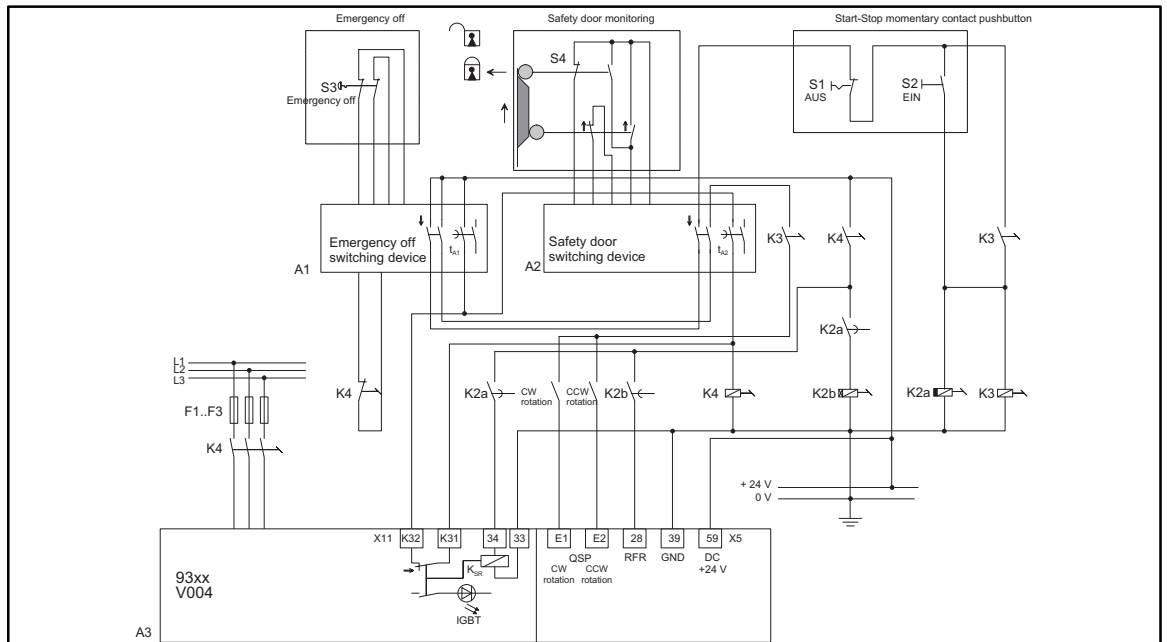 Emergency off
Safety door monitoring
Start-Stop momentary contact pushbutton
S3
Emergency off
S4
S1
AUS
S2
EIN
Emergency off
switching device
tA1
A1
Safety door
switching device
tA2
A2
K3
K4
K3
K2a
L1
L2
L3
F1..F3
K4
K4
K2a
CW
rotation
CCW
rotation
K2b
K4
K2b
K2a
K3
+ 24 V
0 V
X11
K32
K31
34
33
E1
E2
28
39
59
X5
QSP
CW
rotation
CCW
rotation
RFR
GND
DC
+24 V
93xx
V004
KSR
IGBT
A3